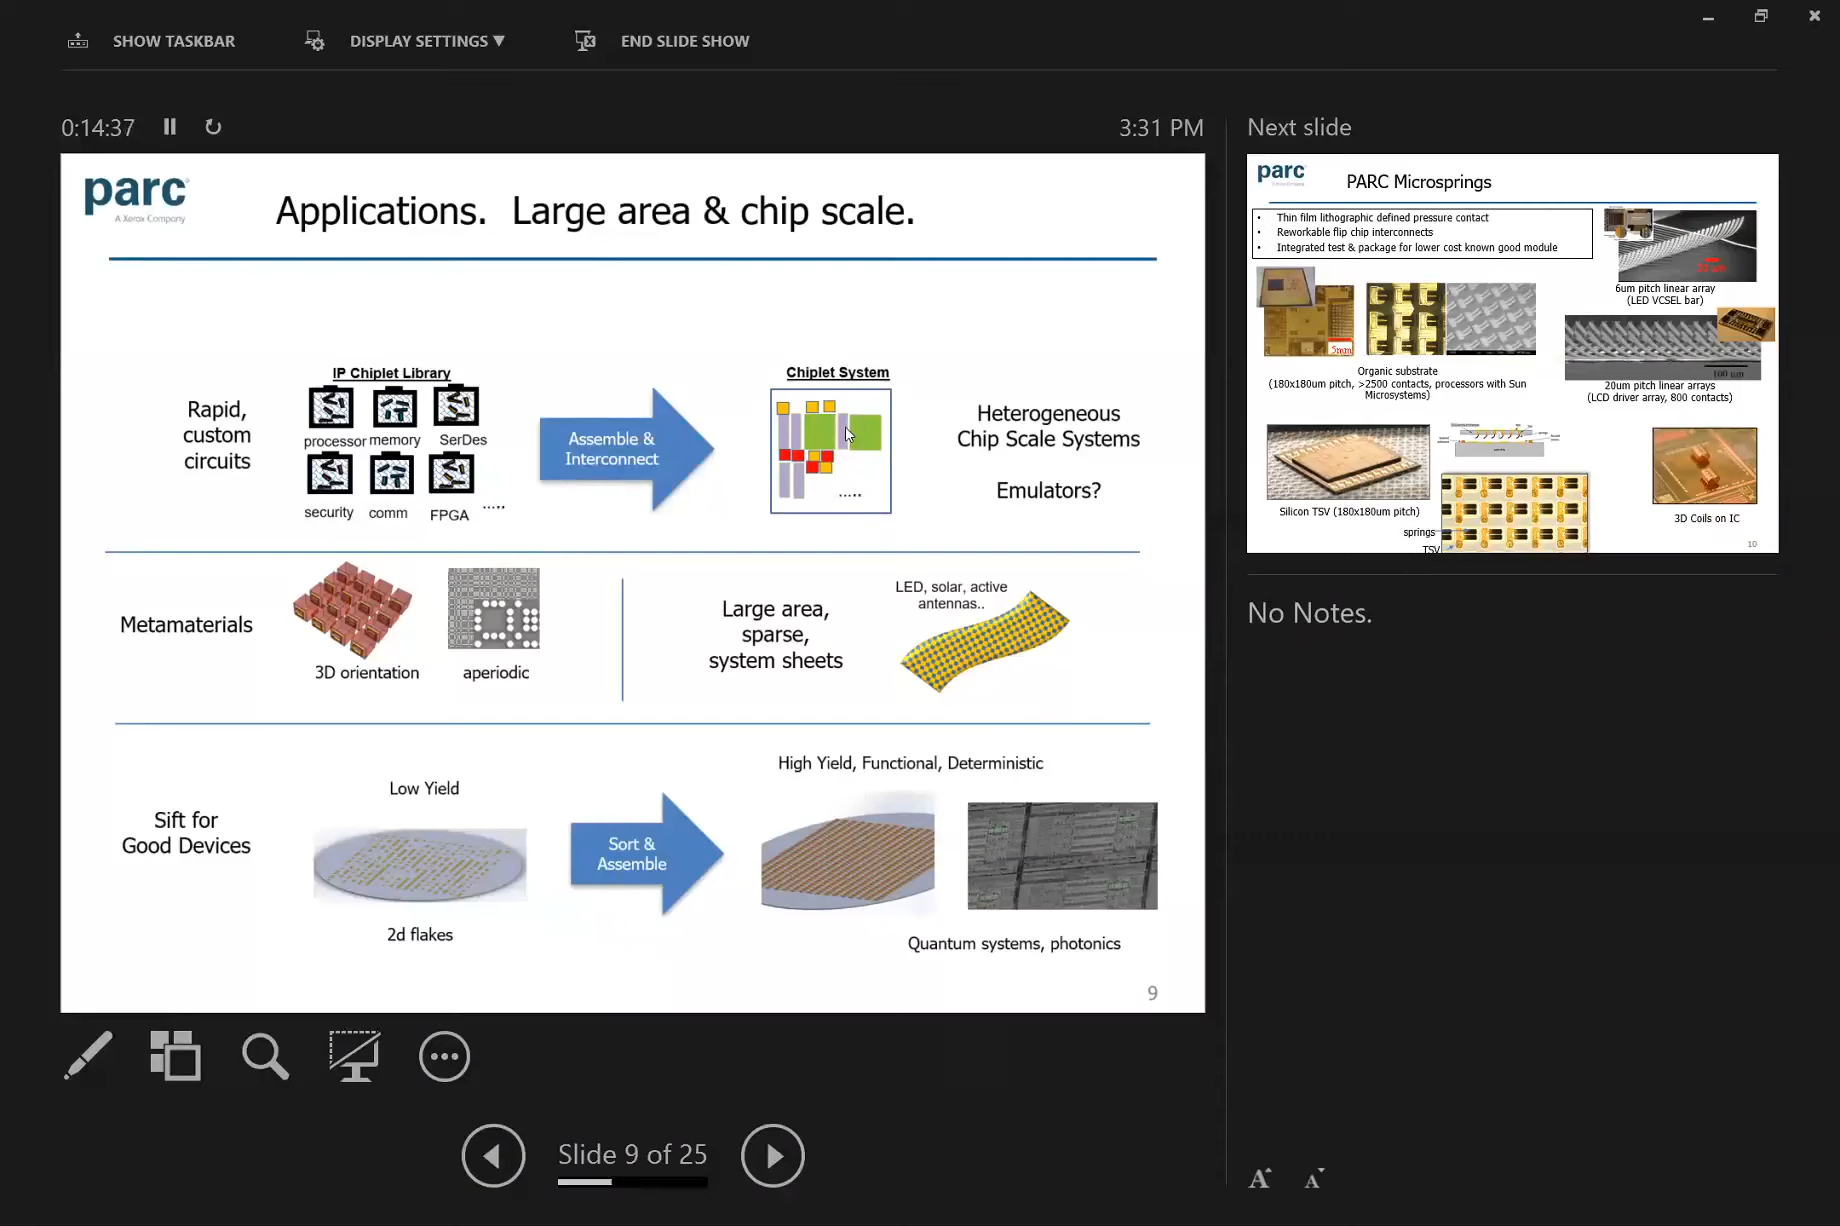 SHOW TASKBAR
DISPLAY SETTINGS ▼
END SLIDE SHOW
0:14:37
3:31 PM
parc
A Xerox Company
Applications. Large area & chip scale.
Rapid,
custom
circuits
IP Chiplet Library
processor memory SerDes
security comm FPGA .....
Assemble &
Interconnect
Chiplet System
.....
Heterogeneous
Chip Scale Systems
Emulators?
Metamaterials
3D orientation
aperiodic
Large area,
sparse,
system sheets
LED, solar, active
antennas..
Sift for
Good Devices
Low Yield
2d flakes
Sort &
Assemble
High Yield, Functional, Deterministic
Quantum systems, photonics
9
Slide 9 of 25
Next slide
parc
PARC Microsprings
• Thin film lithographic defined pressure contact
• Reworkable flip chip interconnects
• Integrated test & package for lower cost known good module
6um pitch linear array
(LED VCSEL bar)
5mm
Organic substrate
(180x180um pitch, >2500 contacts, processors with Sun
Microsystems)
100 um
20um pitch linear arrays
(LCD driver array, 800 contacts)
Silicon TSV (180x180um pitch)
springs
TSV
3D Coils on IC
10
No Notes.
A A